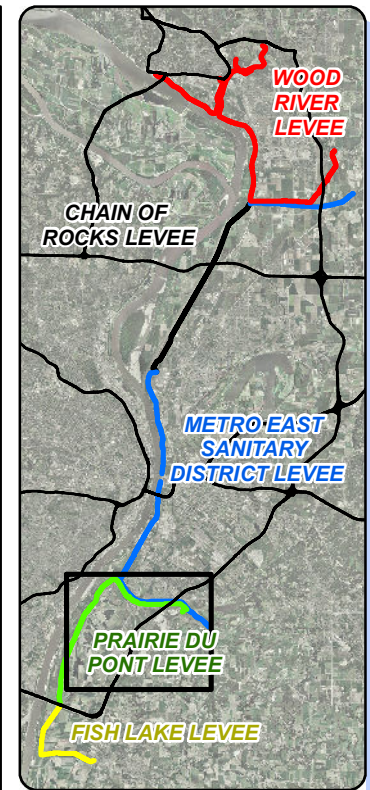 WOOD
RIVER
LEVEE
CHAIN OF
ROCKS LEVEE
METRO EAST
SANITARY
DISTRICT LEVEE
PRAIRIE DU
PONT LEVEE
FISH LAKE LEVEE